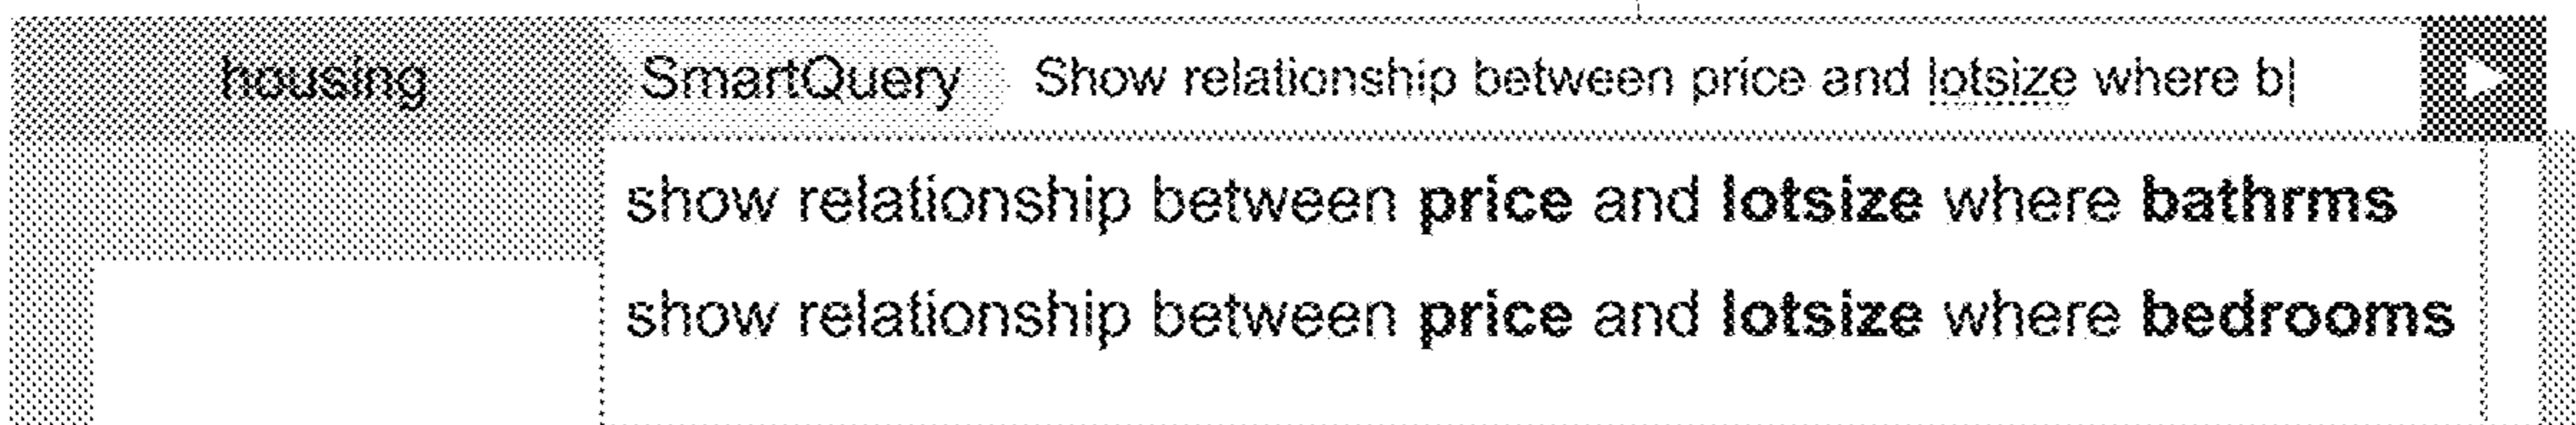 housing SmartQuery Show relationship between price and lotsize where b|
show relationship between price and lotsize where bathrms
show relationship between price and lotsize where bedrooms